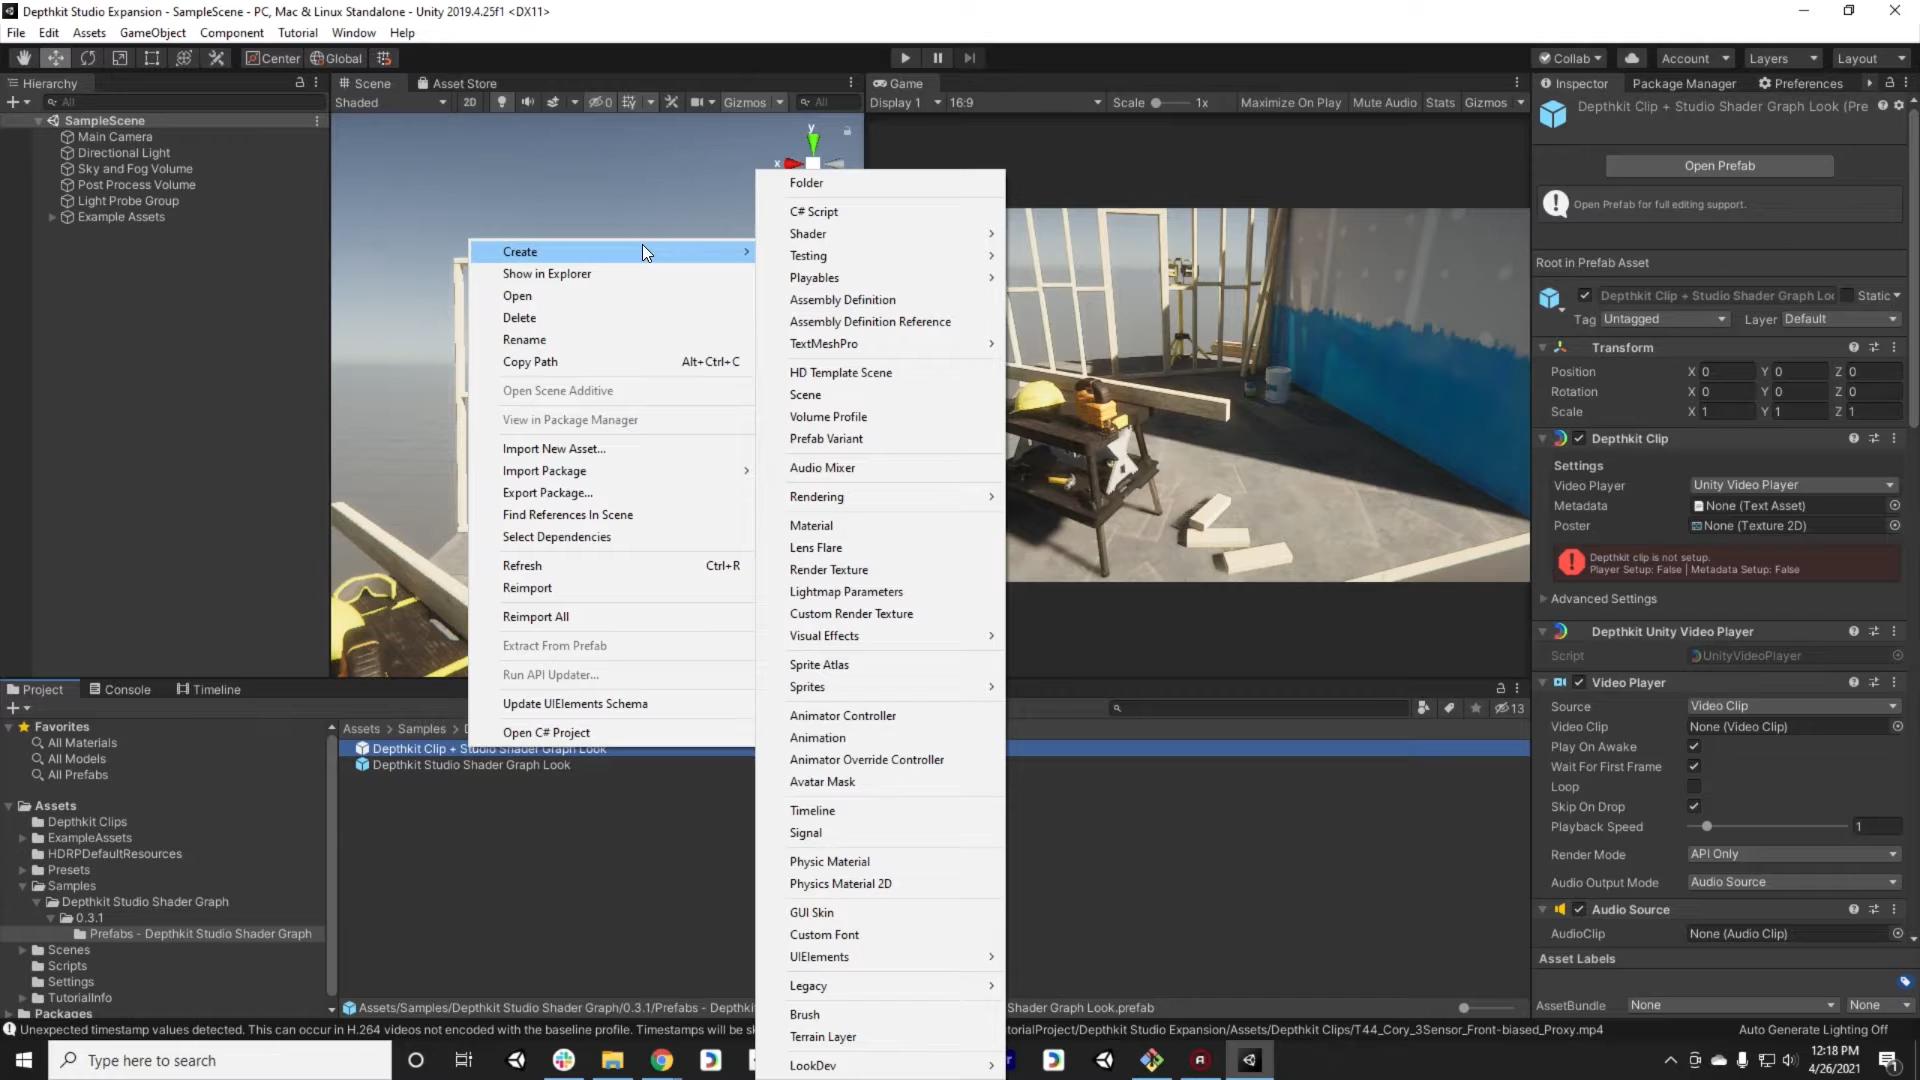 Depthkit Studio Expansion - SampleScene - PC, Mac & Linux Standalone - Unity 2019.4.25f1 <DX11>
File Edit Assets GameObject Component Tutorial Window Help
Center Global
Collab Account Layers Layout
Hierarchy
All
SampleScene
Main Camera
Directional Light
Sky and Fog Volume
Post Process Volume
Light Probe Group
Example Assets
Scene Asset Store
Shaded 2D 0 Gizmos All
y
x
Game
Display 1 16:9 Scale 1x Maximize On Play Mute Audio Stats Gizmos
Create
Show in Explorer
Open
Delete
Rename
Copy Path Alt+Ctrl+C
Open Scene Additive
View in Package Manager
Import New Asset...
Import Package
Export Package...
Find References In Scene
Select Dependencies
Refresh Ctrl+R
Reimport
Reimport All
Extract From Prefab
Run API Updater...
Update UIElements Schema
Open C# Project
Folder
C# Script
Shader
Testing
Playables
Assembly Definition
Assembly Definition Reference
TextMeshPro
HD Template Scene
Scene
Volume Profile
Prefab Variant
Audio Mixer
Rendering
Material
Lens Flare
Render Texture
Lightmap Parameters
Custom Render Texture
Visual Effects
Sprite Atlas
Sprites
Animator Controller
Animation
Animator Override Controller
Avatar Mask
Timeline
Signal
Physic Material
Physics Material 2D
GUI Skin
Custom Font
UIElements
Legacy
Brush
Terrain Layer
LookDev
Inspector Package Manager Preferences
Depthkit Clip + Studio Shader Graph Look (Pre
Open Prefab
Open Prefab for full editing support.
Root in Prefab Asset
Depthkit Clip + Studio Shader Graph Loo Static
Tag Untagged Layer Default
Transform
Position X 0 Y 0 Z 0
Rotation X 0 Y 0 Z 0
Scale X 1 Y 1 Z 1
Depthkit Clip
Settings
Video Player Unity Video Player
Metadata None (Text Asset)
Poster None (Texture 2D)
Depthkit clip is not setup.
Player Setup: False | Metadata Setup: False
Advanced Settings
Depthkit Unity Video Player
Script UnityVideoPlayer
Video Player
Source Video Clip
Video Clip None (Video Clip)
Play On Awake
Wait For First Frame
Loop
Skip On Drop
Playback Speed 1
Render Mode API Only
Audio Output Mode Audio Source
Audio Source
AudioClip None (Audio Clip)
Asset Labels
AssetBundle None None
Project Console Timeline
13
Favorites
All Materials
All Models
All Prefabs
Assets
Depthkit Clips
ExampleAssets
HDRPDefaultResources
Presets
Samples
Depthkit Studio Shader Graph
0.3.1
Prefabs - Depthkit Studio Shader Graph
Scenes
Scripts
Settings
TutorialInfo
Packages
Assets > Samples >
Depthkit Clip + Studio Shader Graph Look
Depthkit Studio Shader Graph Look
Assets/Samples/Depthkit Studio Shader Graph/0.3.1/Prefabs - Depthkit Shader Graph Look.prefab
Unexpected timestamp values detected. This can occur in H.264 videos not encoded with the baseline profile. Timestamps will be sk torialProject/Depthkit Studio Expansion/Assets/Depthkit Clips/T44_Cory_3Sensor_Front-biased_Proxy.mp4 Auto Generate Lighting Off
Type here to search
12:18 PM
4/26/2021
1